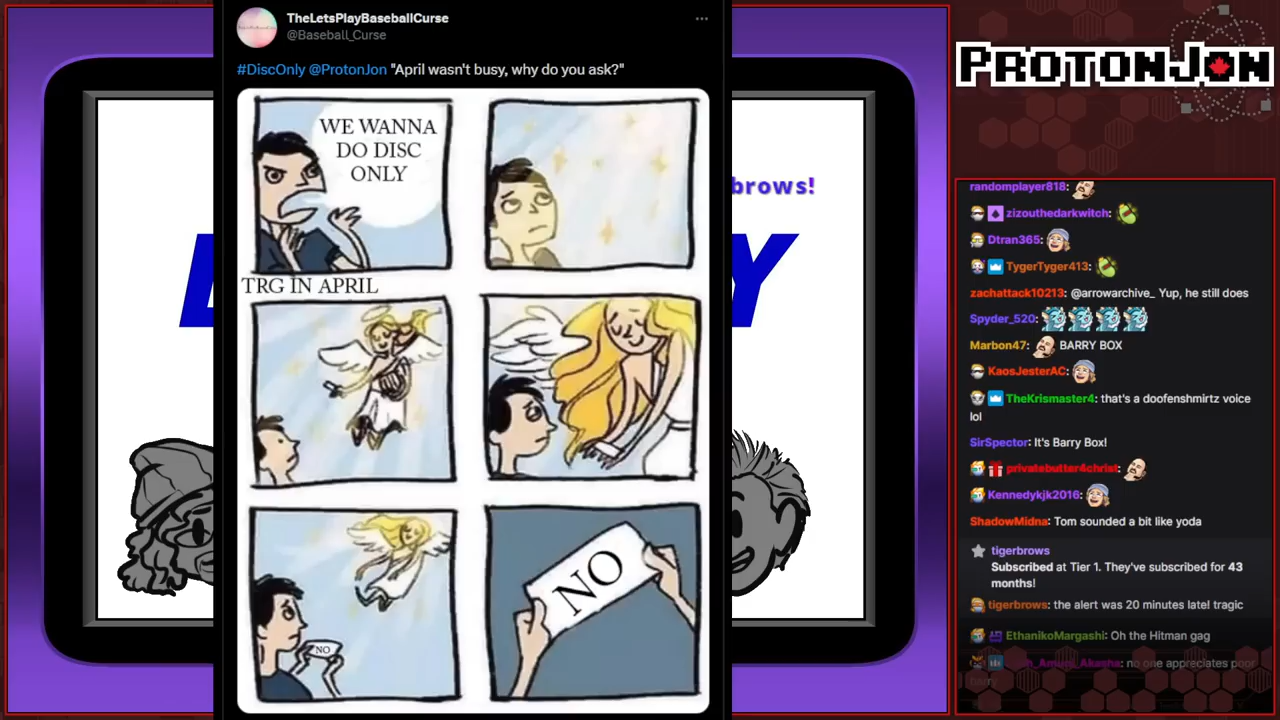 TheLetsPlayBaseballCurse
@Baseball_Curse
#DiscOnly @ProtonJon "April wasn't busy, why do you ask?"
WE WANNA
DO DISC
ONLY
TRG IN APRIL
NO
NO
brows!
Y
PROTONJON
randomplayer818:
zizouthedarkwitch:
Dtran365:
TygerTyger413:
zachattack10213: @arrowarchive_ Yup, he still does
Spyder_520:
Marbon47: BARRY BOX
KaosJesterAC:
TheKrismaster4: that's a doofenshmirtz voice
lol
SirSpector: It's Barry Box!
privatebutter4christ:
Kennedykjk2016:
ShadowMidna: Tom sounded a bit like yoda
tigerbrows
Subscribed at Tier 1. They've subscribed for 43
months!
tigerbrows: the alert was 20 minutes late! tragic
EthanikoMargashi: Oh the Hitman gag
no one appreciates poor